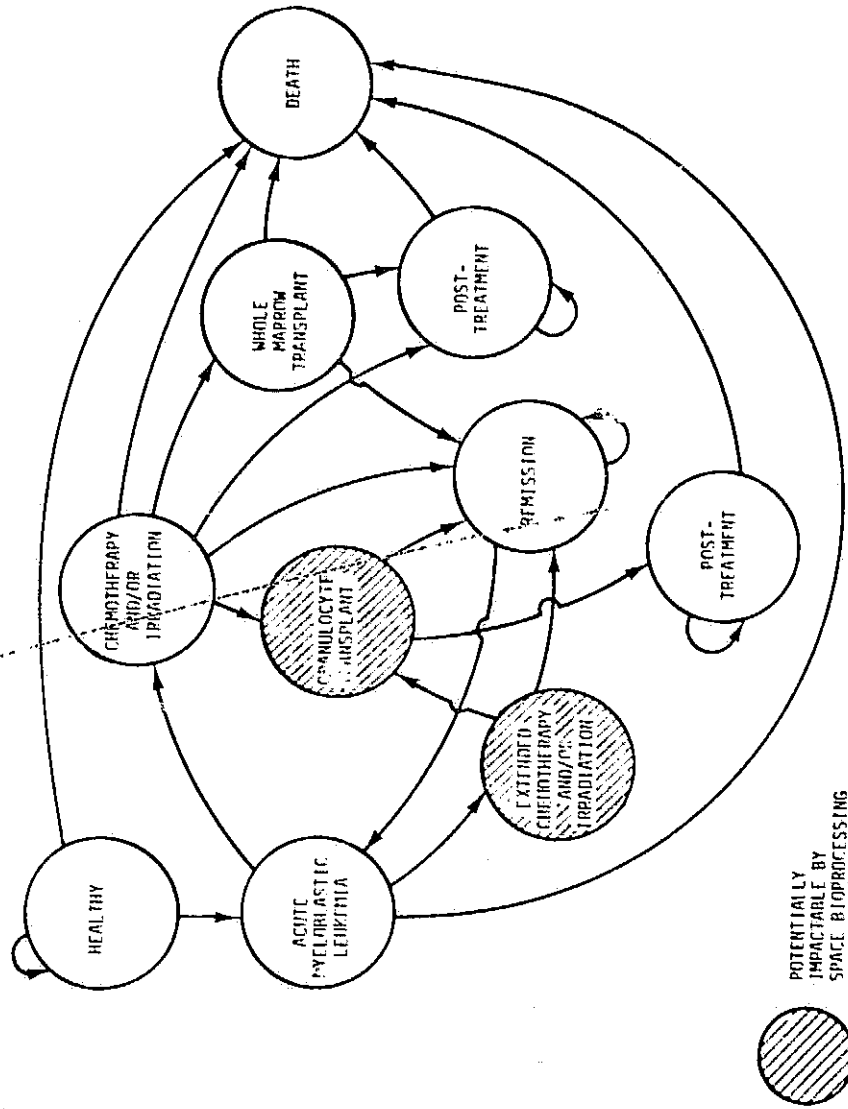 HEALTHY
ACUTE
MYELOBLASTIC
LEUKEMIA
CHEMOTHERAPY
AND/OR
IRRADIATION
EXTENDED
CHEMOTHERAPY
AND/OR
IRRADIATION
GRANULOCYTE
TRANSPLANT
WHOLE
MARROW
TRANSPLANT
REMISSION
POST-
TREATMENT
POST-
TREATMENT
DEATH
POTENTIALLY
IMPACTABLE BY
SPACE BIOPROCESSING